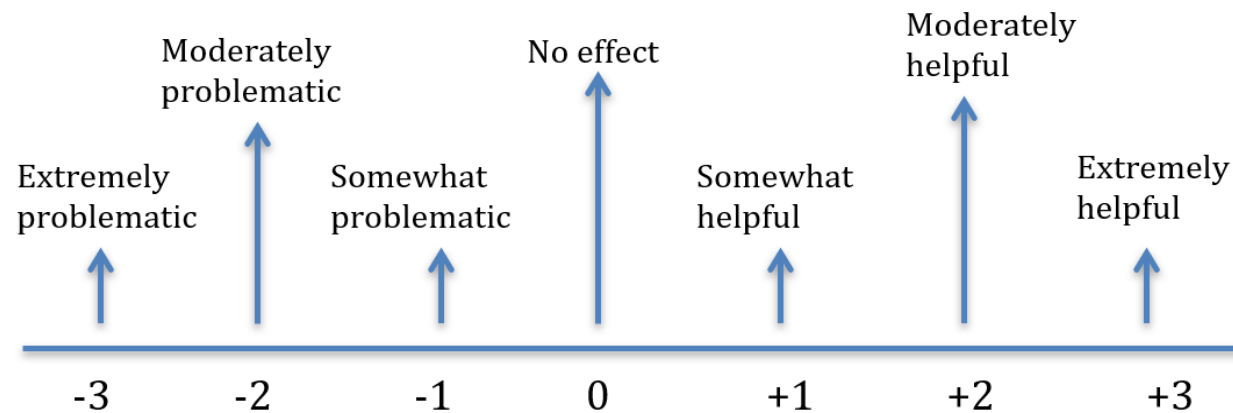 Moderately
problematic
No effect
Moderately
helpful
Extremely
problematic
Somewhat
problematic
Somewhat
helpful
Extremely
helpful
-3 -2 -1 0 +1 +2 +3